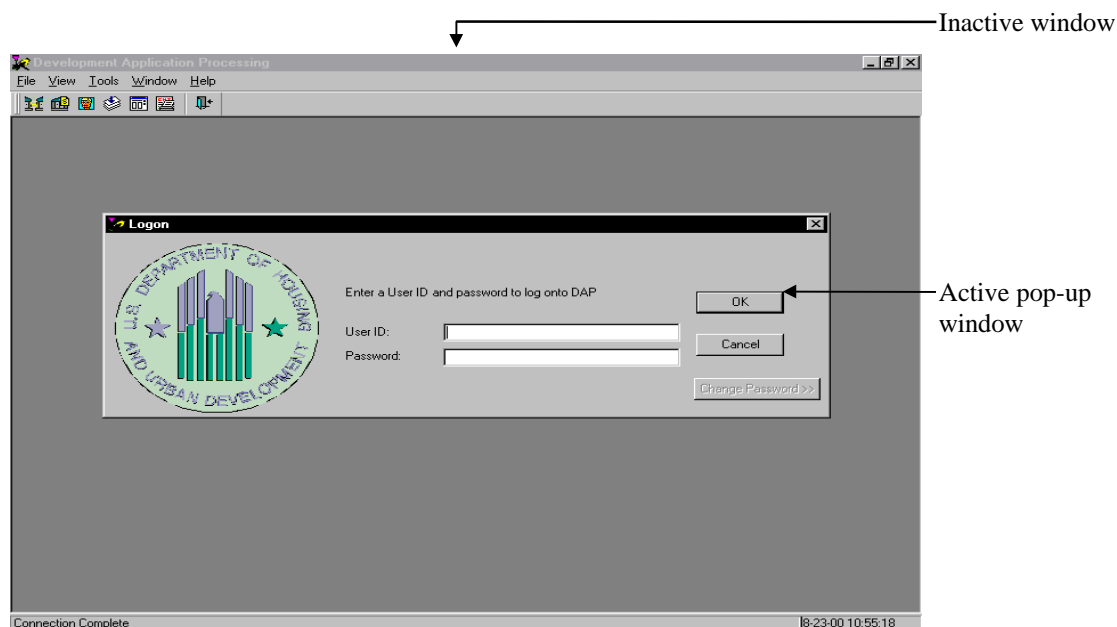 Inactive window
Development Application Processing
File View Tools Window Help
Logon
U.S. DEPARTMENT OF HOUSING
AND URBAN DEVELOPMENT
Enter a User ID and password to log onto DAP
User ID:
Password:
OK
Cancel
Change Password >>
Active pop-up
window
Connection Complete
8-23-00 10:55:18